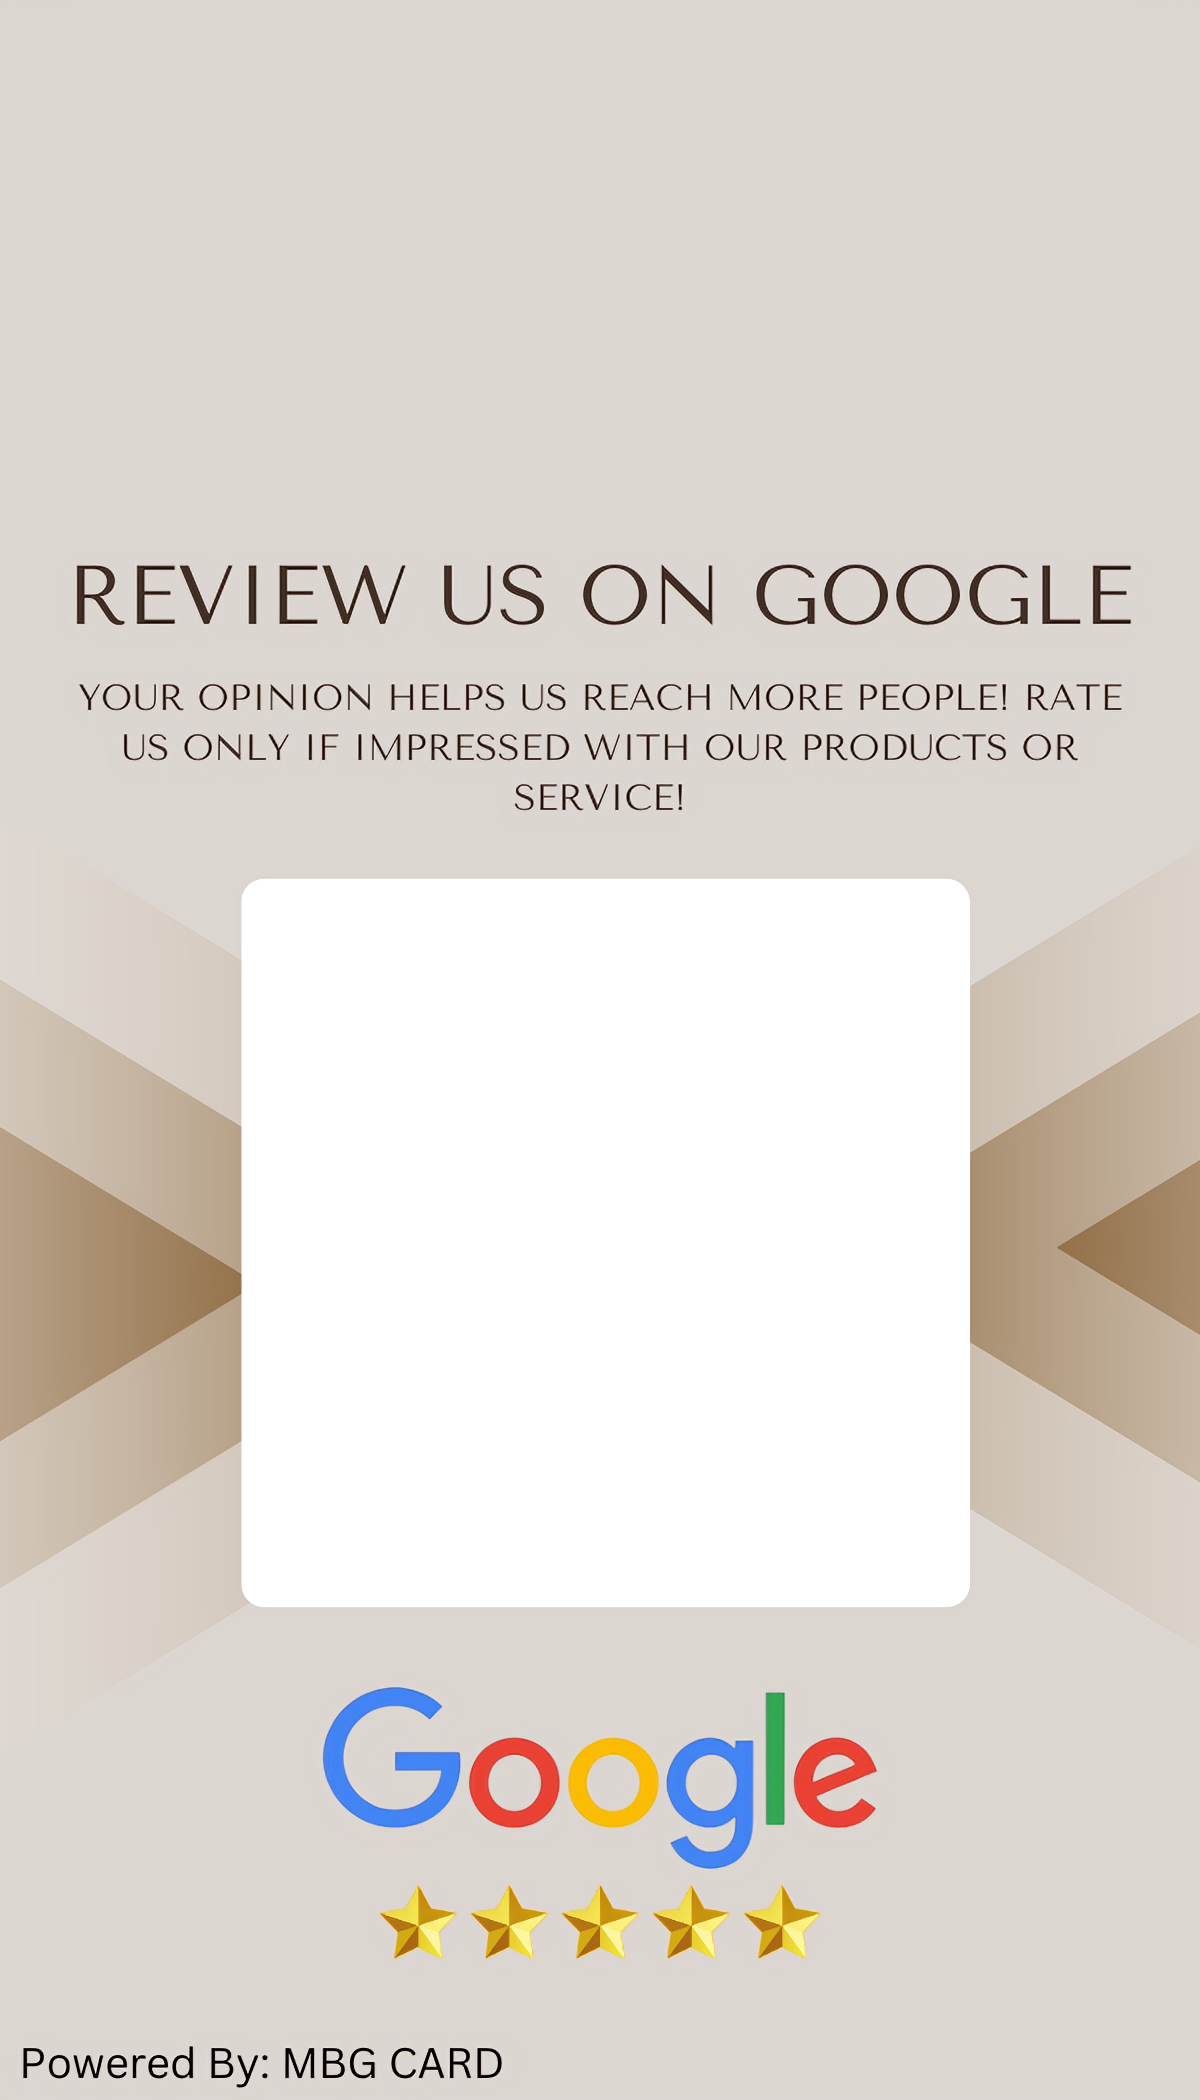 REVIEW US ON GOOGLE
YOUR OPINION HELPS US REACH MORE PEOPLE! RATE
US ONLY IF IMPRESSED WITH OUR PRODUCTS OR
SERVICE!
Google
Powered By: MBG CARD